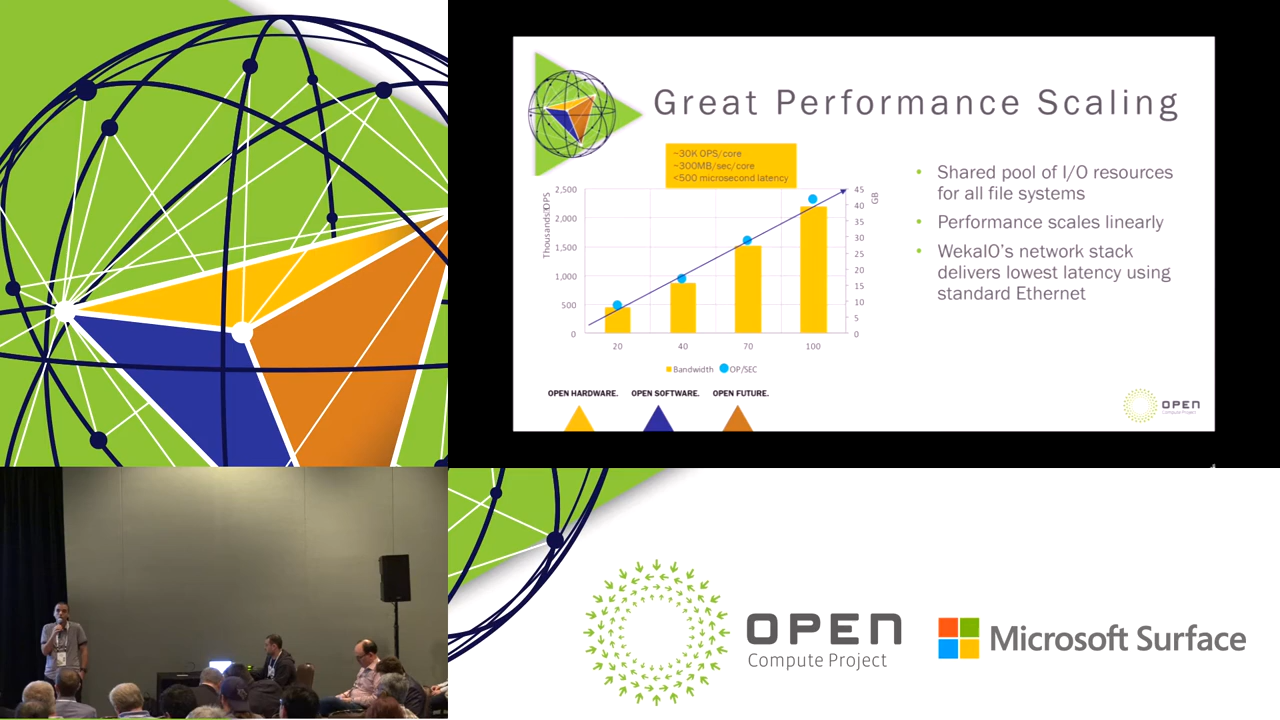 Great Performance Scaling
~30K OPS/core
~300MB/sec/core
<500 microsecond latency
2,500
2,000
1,500
1,000
500
0
Thousands OPS
45
40
35
30
25
20
15
10
5
0
GB
20 40 70 100
Bandwidth OP/SEC
• Shared pool of I/O resources
for all file systems
• Performance scales linearly
• WekaIO's network stack
delivers lowest latency using
standard Ethernet
OPEN HARDWARE. OPEN SOFTWARE. OPEN FUTURE.
OPEN
Compute Project
OPEN
Compute Project
Microsoft Surface